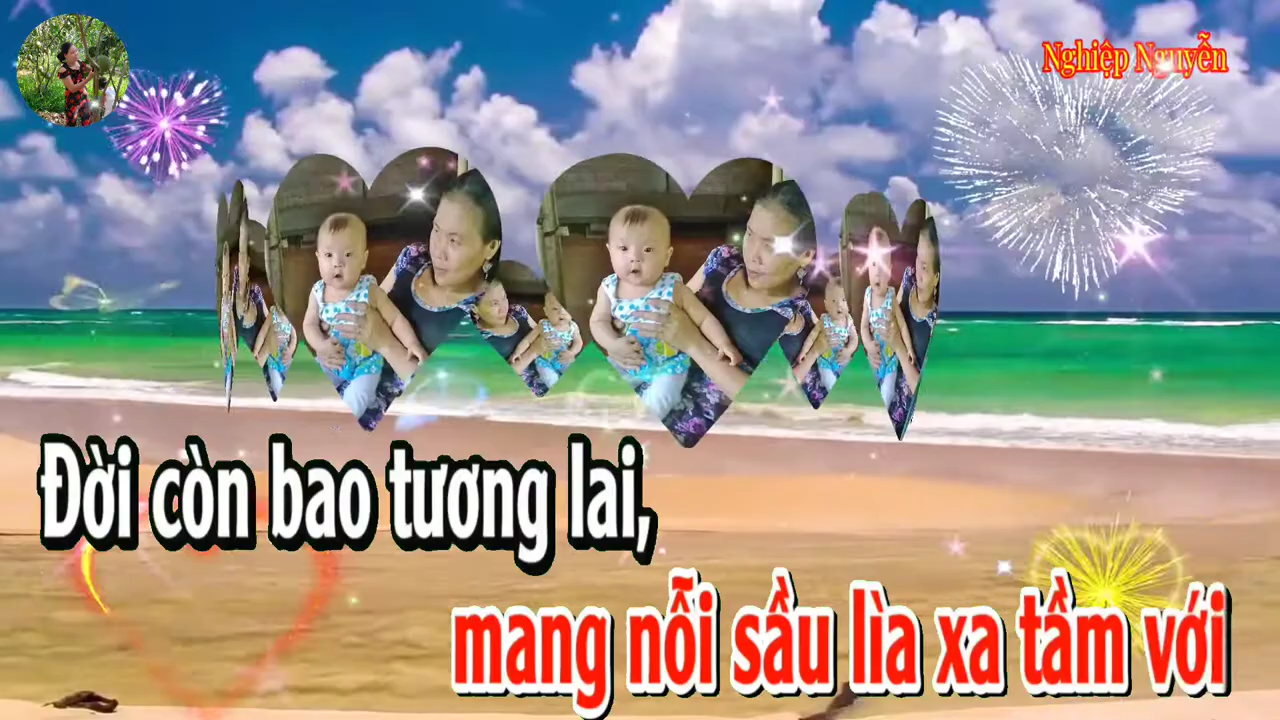 Nghiệp Nguyễn
Đời còn bao tương lai,
mang nỗi sầu lìa xa tầm với